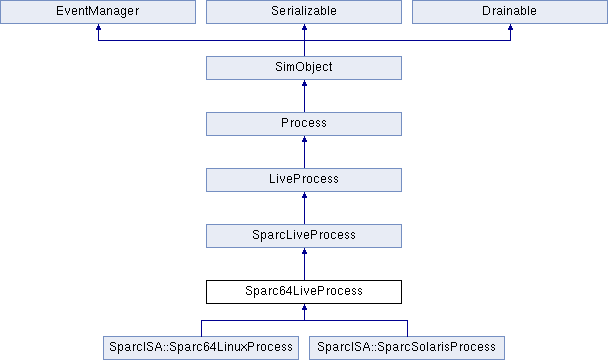 EventManager
Serializable
Drainable
SimObject
Process
LiveProcess
SparcLiveProcess
Sparc64LiveProcess
SparcISA::Sparc64LinuxProcess
SparcISA::SparcSolarisProcess